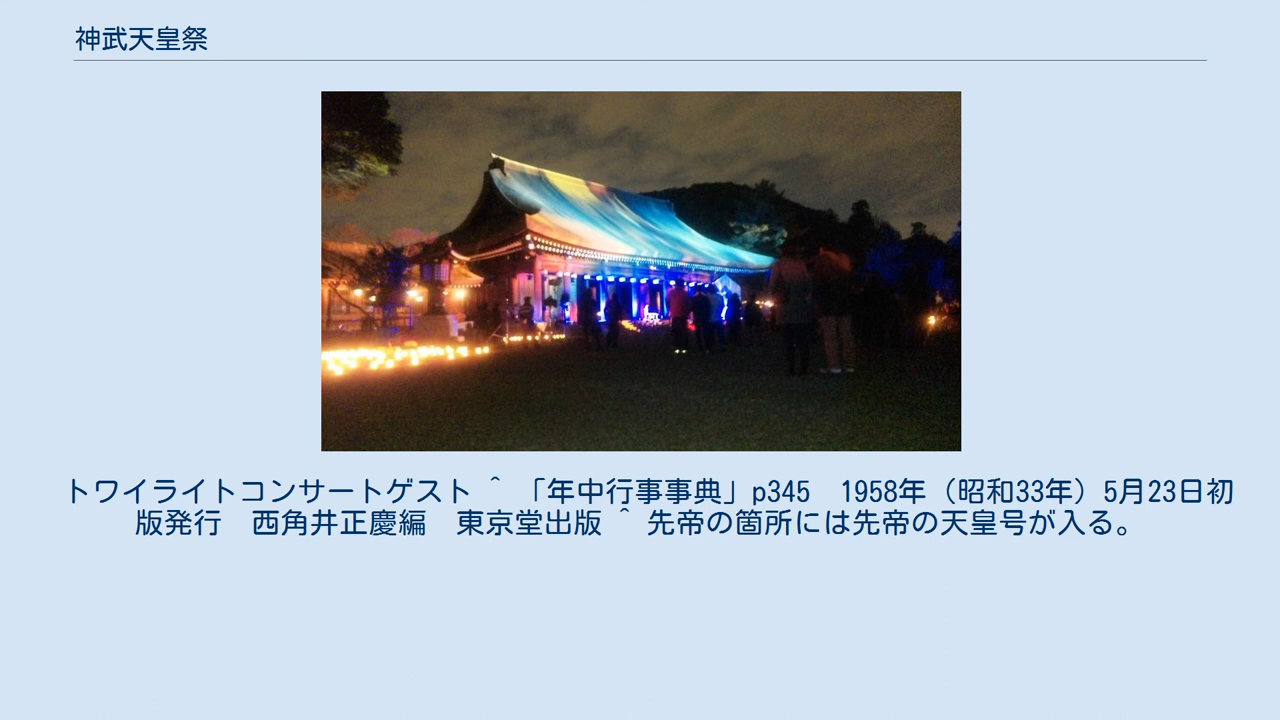 神武天皇祭
トワイライトコンサートゲスト ^ 「年中行事事典」p345　1958年（昭和33年）5月23日初
版発行　西角井正慶編　東京堂出版 ^ 先帝の箇所には先帝の天皇号が入る。